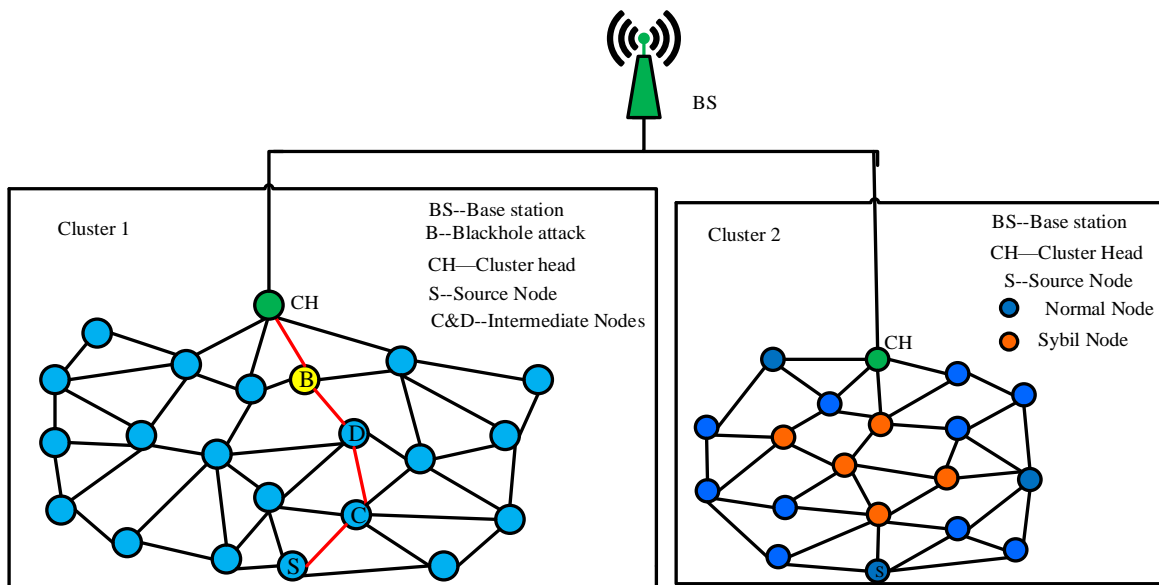 BS
Cluster 1
BS--Base station
B--Blackhole attack
CH—Cluster head
S--Source Node
C&D--Intermediate Nodes
CH
B
D
C
S
Cluster 2
BS--Base station
CH—Cluster Head
S--Source Node
Normal Node
Sybil Node
CH
s